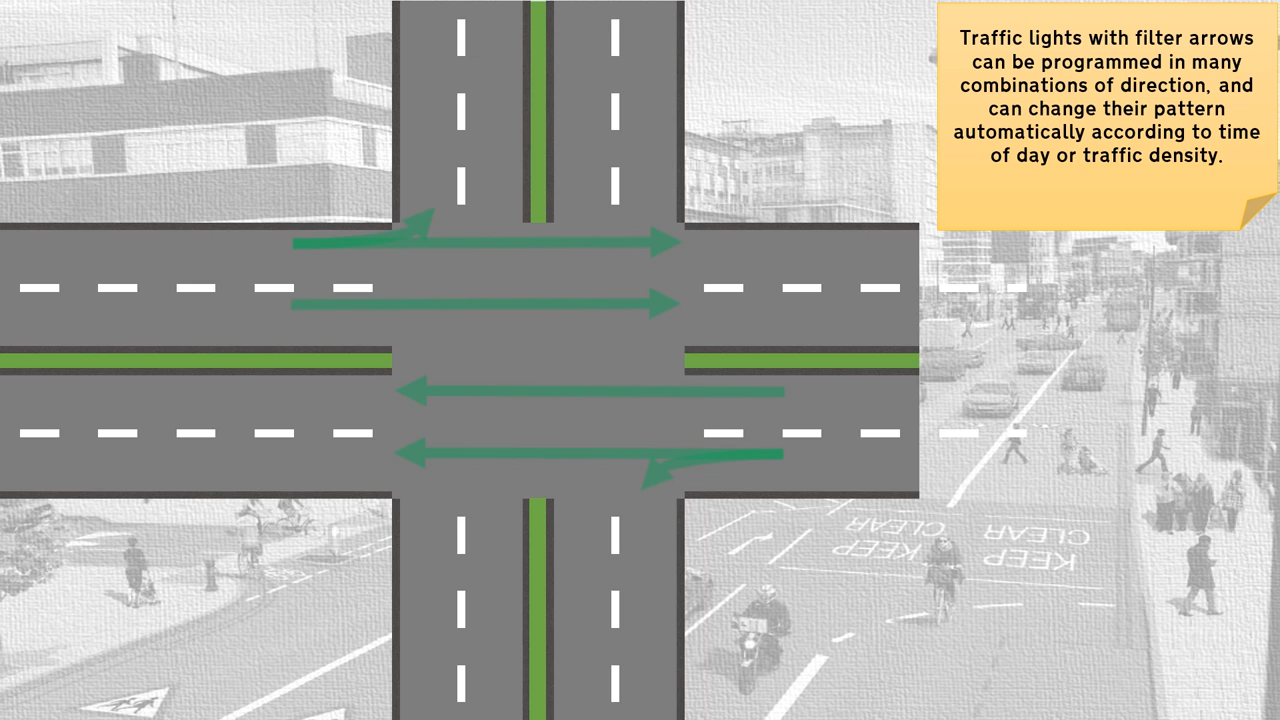 Traffic lights with filter arrows
can be programmed in many
combinations of direction, and
can change their pattern
automatically according to time
of day or traffic density.
KEEP CLEAR
KEEP CLEAR